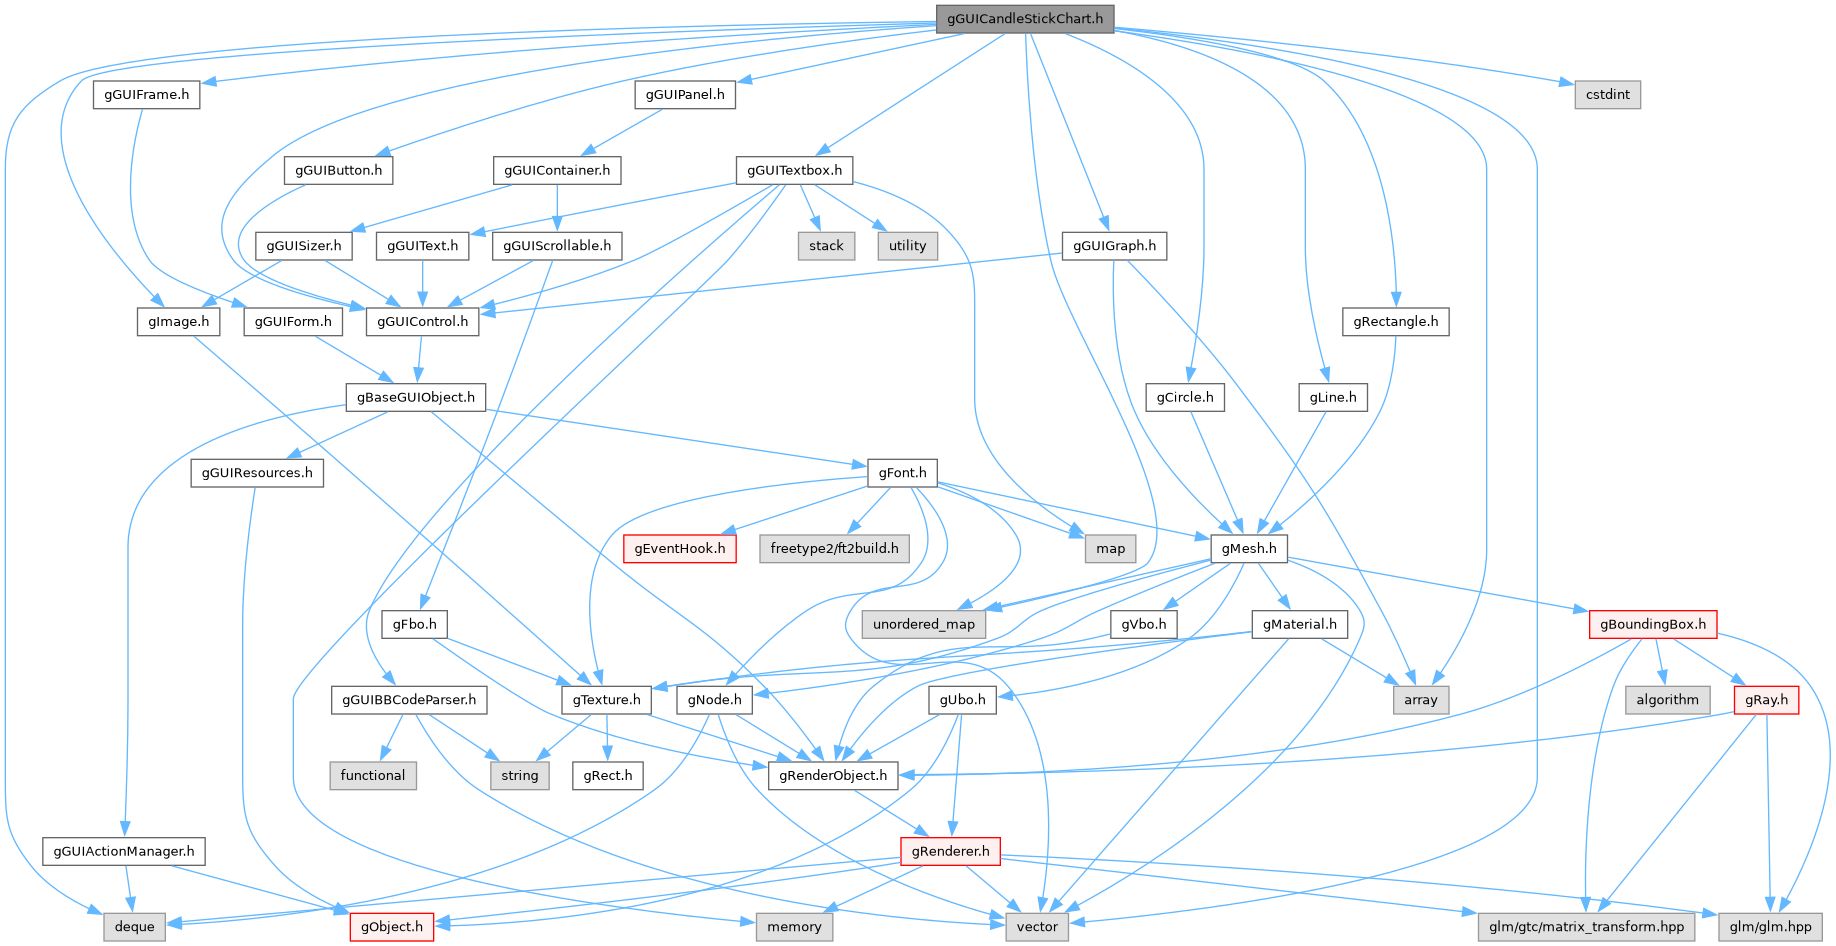 gGUICandleStickChart.h
gGUIFrame.h
gGUIPanel.h
cstdint
gGUIButton.h
gGUIContainer.h
gGUITextbox.h
gGUISizer.h
gGUIText.h
gGUIScrollable.h
stack
utility
gGUIGraph.h
gImage.h
gGUIForm.h
gGUIControl.h
gRectangle.h
gBaseGUIObject.h
gCircle.h
gLine.h
gGUIResources.h
gFont.h
gEventHook.h
freetype2/ft2build.h
map
gMesh.h
gFbo.h
unordered_map
gVbo.h
gMaterial.h
gBoundingBox.h
gGUIBBCodeParser.h
gTexture.h
gNode.h
gUbo.h
array
algorithm
gRay.h
functional
string
gRect.h
gRenderObject.h
gGUIActionManager.h
gRenderer.h
deque
gObject.h
memory
vector
glm/gtc/matrix_transform.hpp
glm/glm.hpp